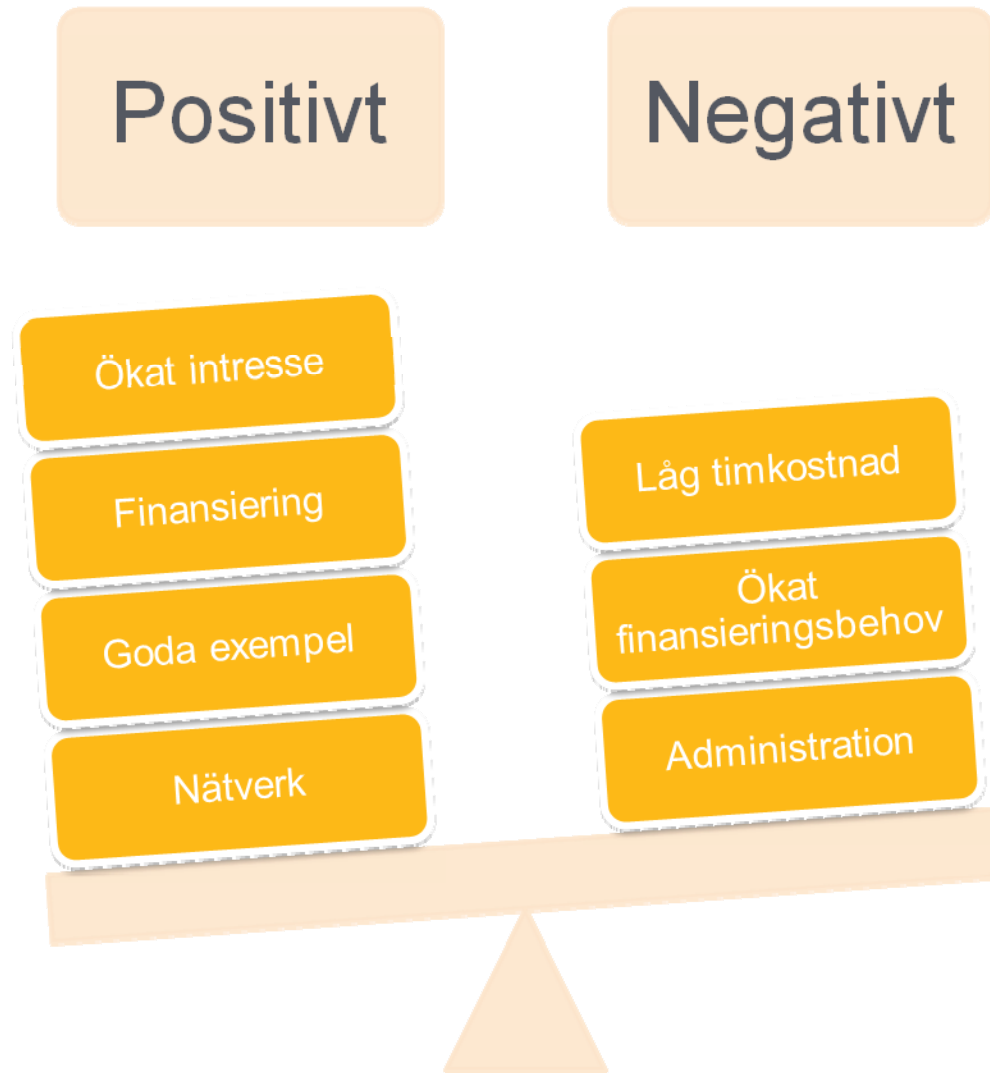 Positivt
Negativt
Ökat intresse
Finansiering
Goda exempel
Nätverk
Låg timkostnad
Ökat
finansieringsbehov
Administration